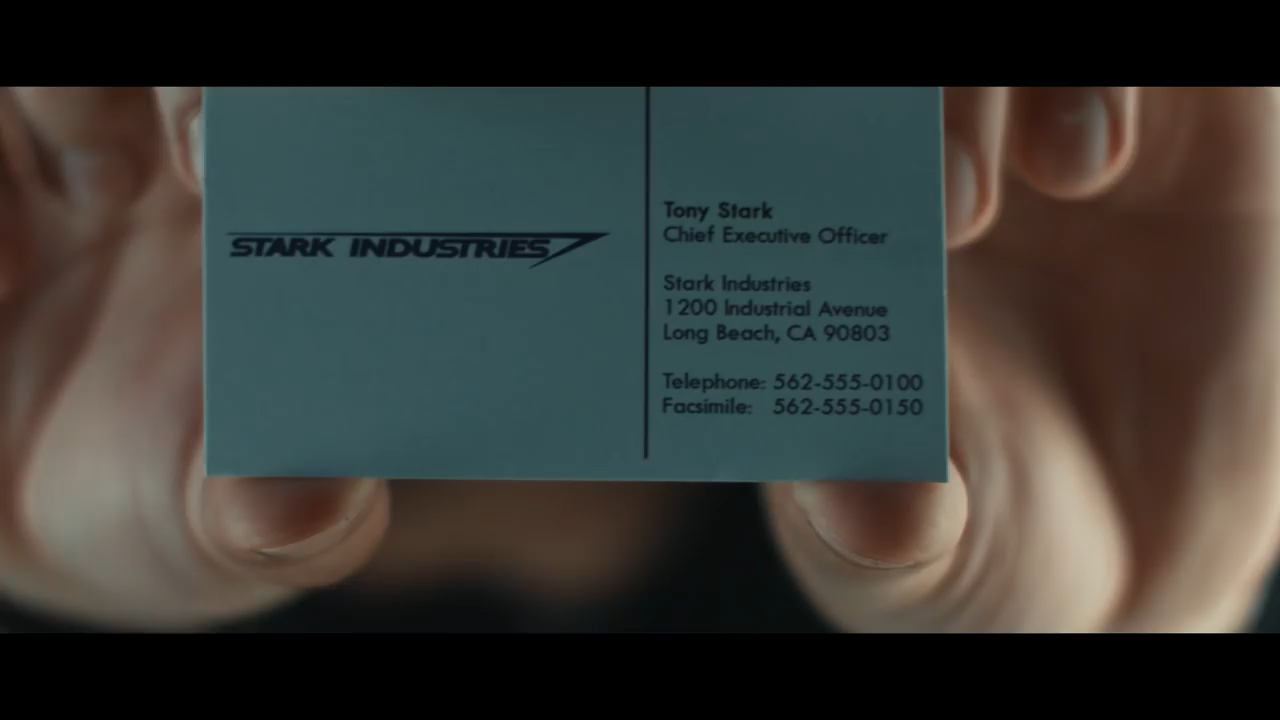 STARK INDUSTRIES
Tony Stark
Chief Executive Officer
Stark Industries
1200 Industrial Avenue
Long Beach, CA 90803
Telephone: 562-555-0100
Facsimile: 562-555-0150